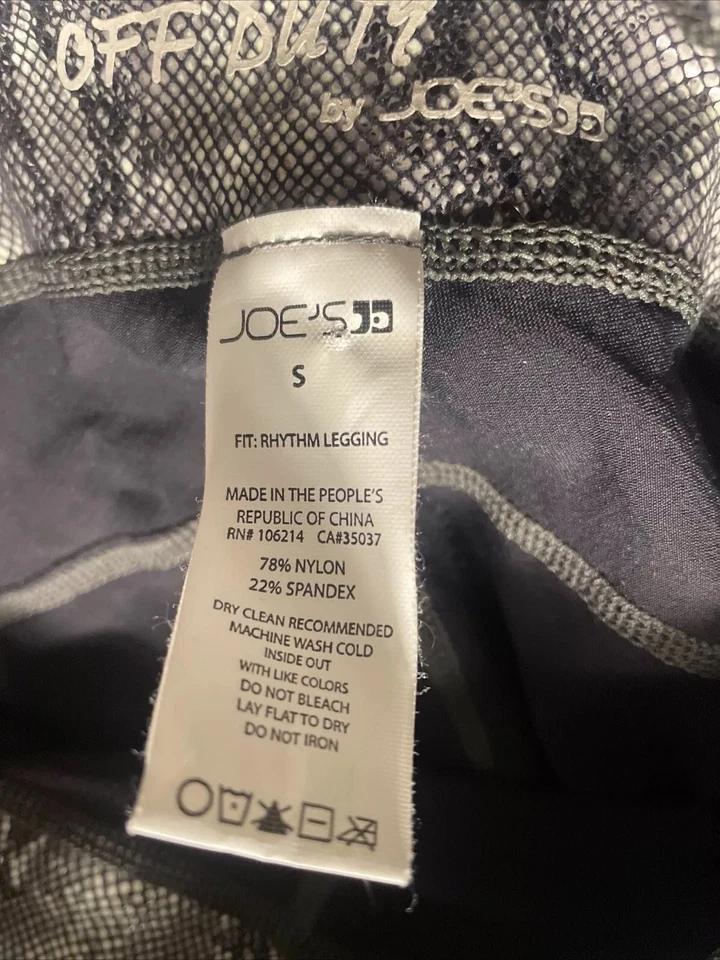 OFF DUTY
by JOE'S
JOE'S
S
FIT: RHYTHM LEGGING
MADE IN THE PEOPLE'S
REPUBLIC OF CHINA
RN# 106214 CA#35037
78% NYLON
22% SPANDEX
DRY CLEAN RECOMMENDED
MACHINE WASH COLD
INSIDE OUT
WITH LIKE COLORS
DO NOT BLEACH
LAY FLAT TO DRY
DO NOT IRON